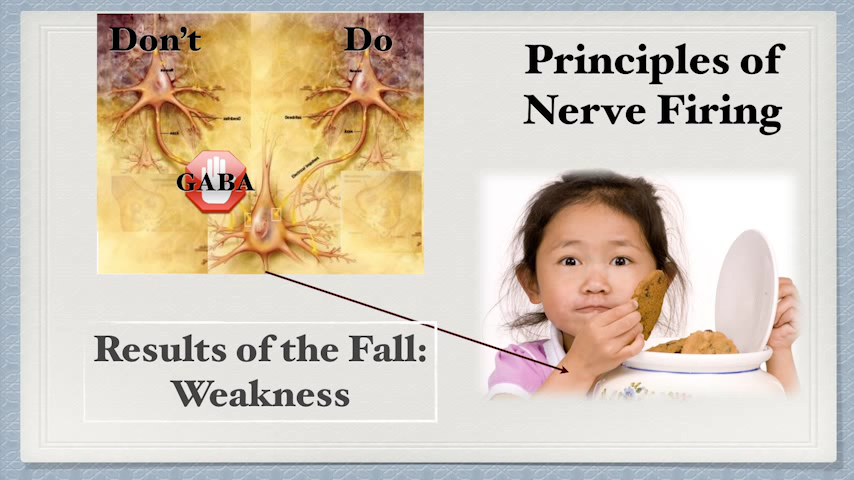 Don't
Do
Principles of
Nerve Firing
GABA
Results of the Fall:
Weakness